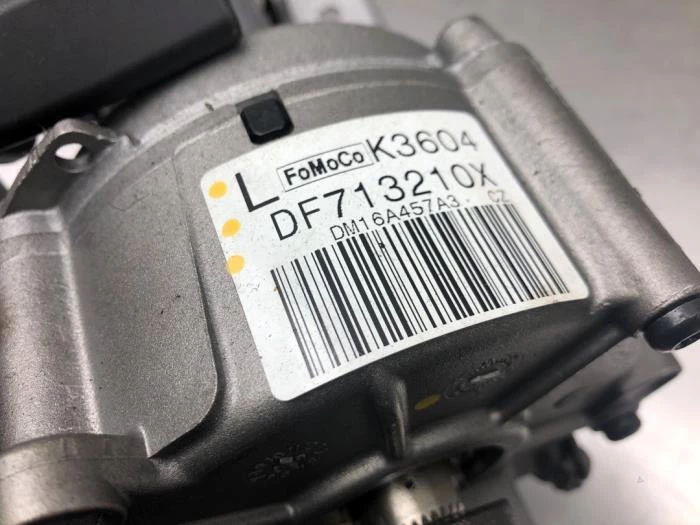 L FoMoCo K3604
DF713210X
DM16A457A3 CZ